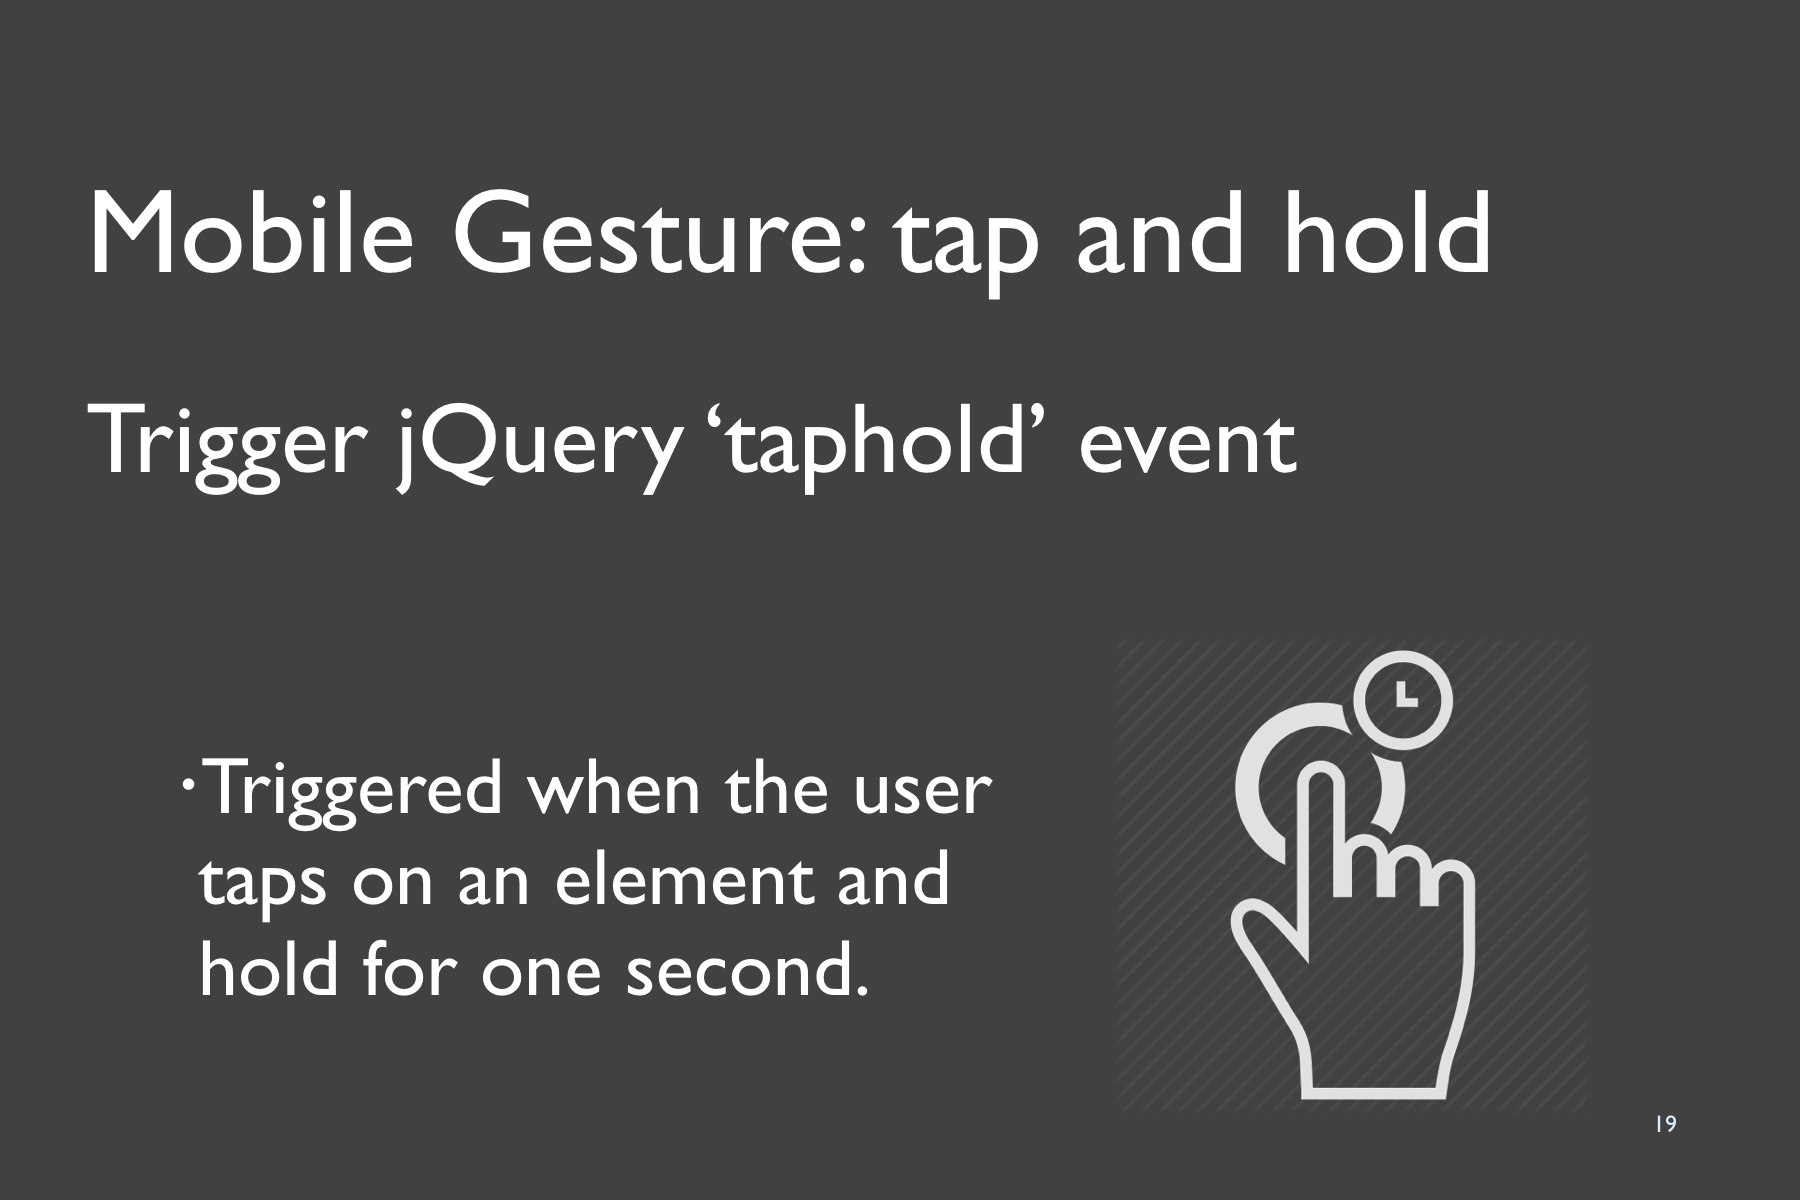 Mobile Gesture: tap and hold
Trigger jQuery ‘taphold’ event
•Triggered when the user
taps on an element and
hold for one second.
19